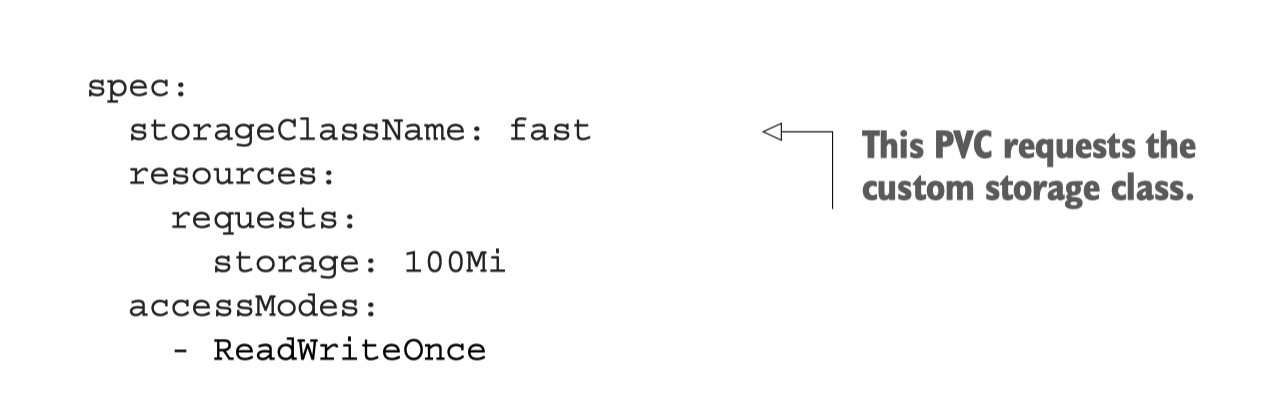 spec:
  storageClassName: fast
  resources:
    requests:
      storage: 100Mi
  accessModes:
    - ReadWriteOnce
This PVC requests the
custom storage class.